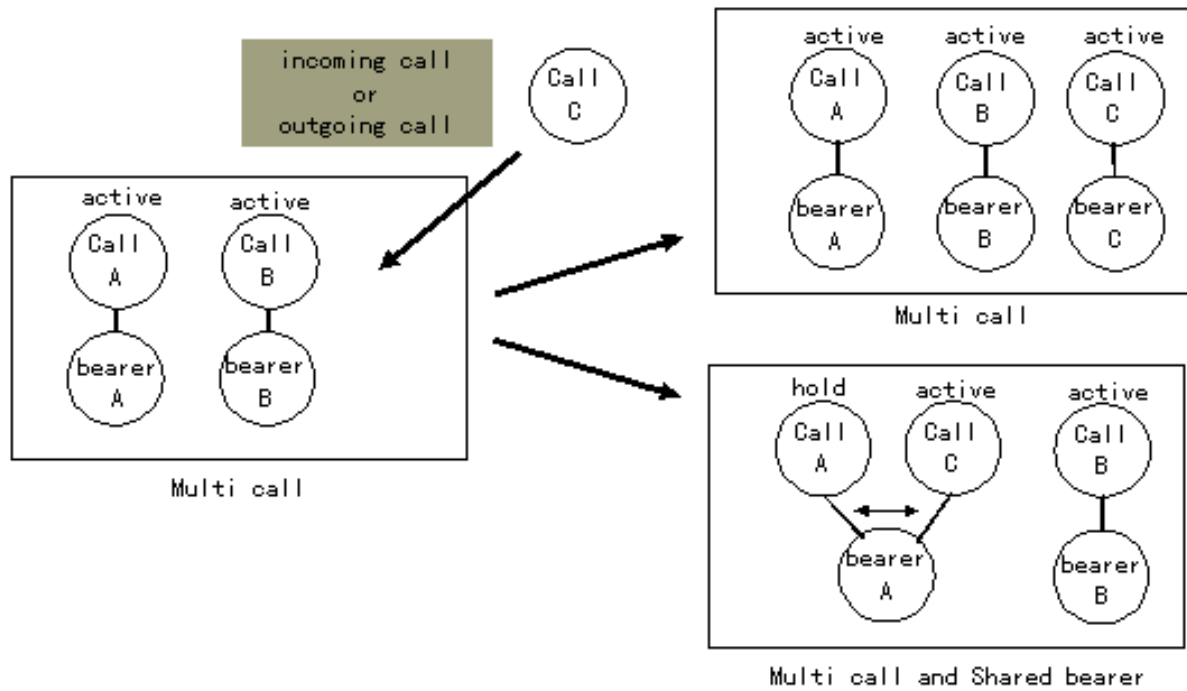 incoming call
or
outgoing call
Call
C
active
active
Call
A
Call
B
bearer
A
bearer
B
Multi call
active
active
active
Call
A
Call
B
Call
C
bearer
A
bearer
B
bearer
C
Multi call
hold
active
active
Call
A
Call
C
Call
B
bearer
A
bearer
B
Multi call and Shared bearer